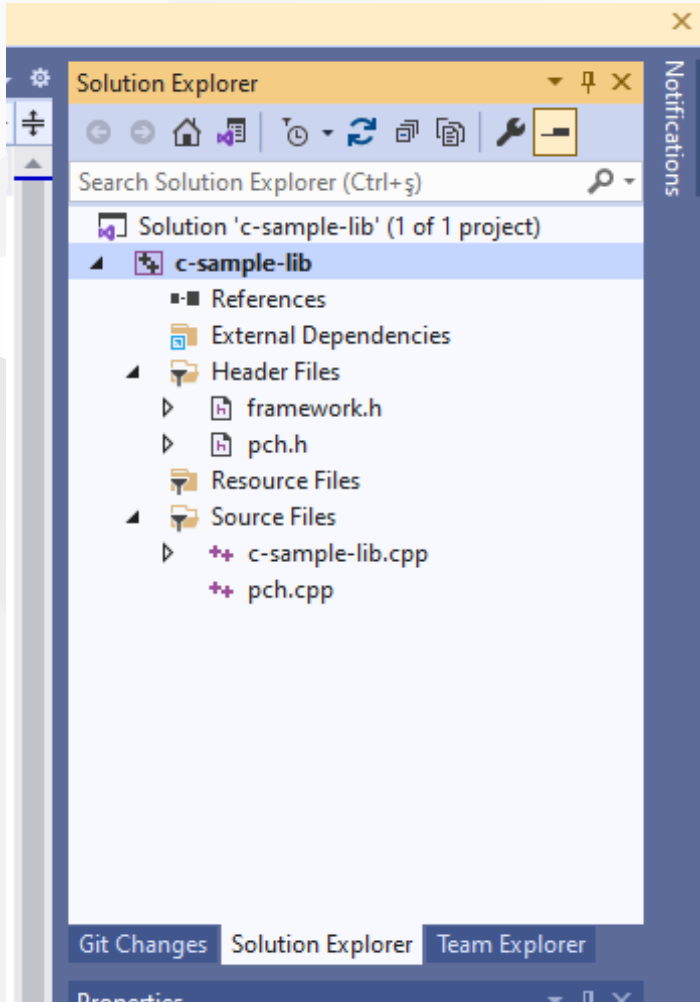 Solution Explorer
Notifications
Search Solution Explorer (Ctrl+ş)
Solution 'c-sample-lib' (1 of 1 project)
c-sample-lib
References
External Dependencies
Header Files
framework.h
pch.h
Resource Files
Source Files
c-sample-lib.cpp
pch.cpp
Git Changes Solution Explorer Team Explorer
Properties